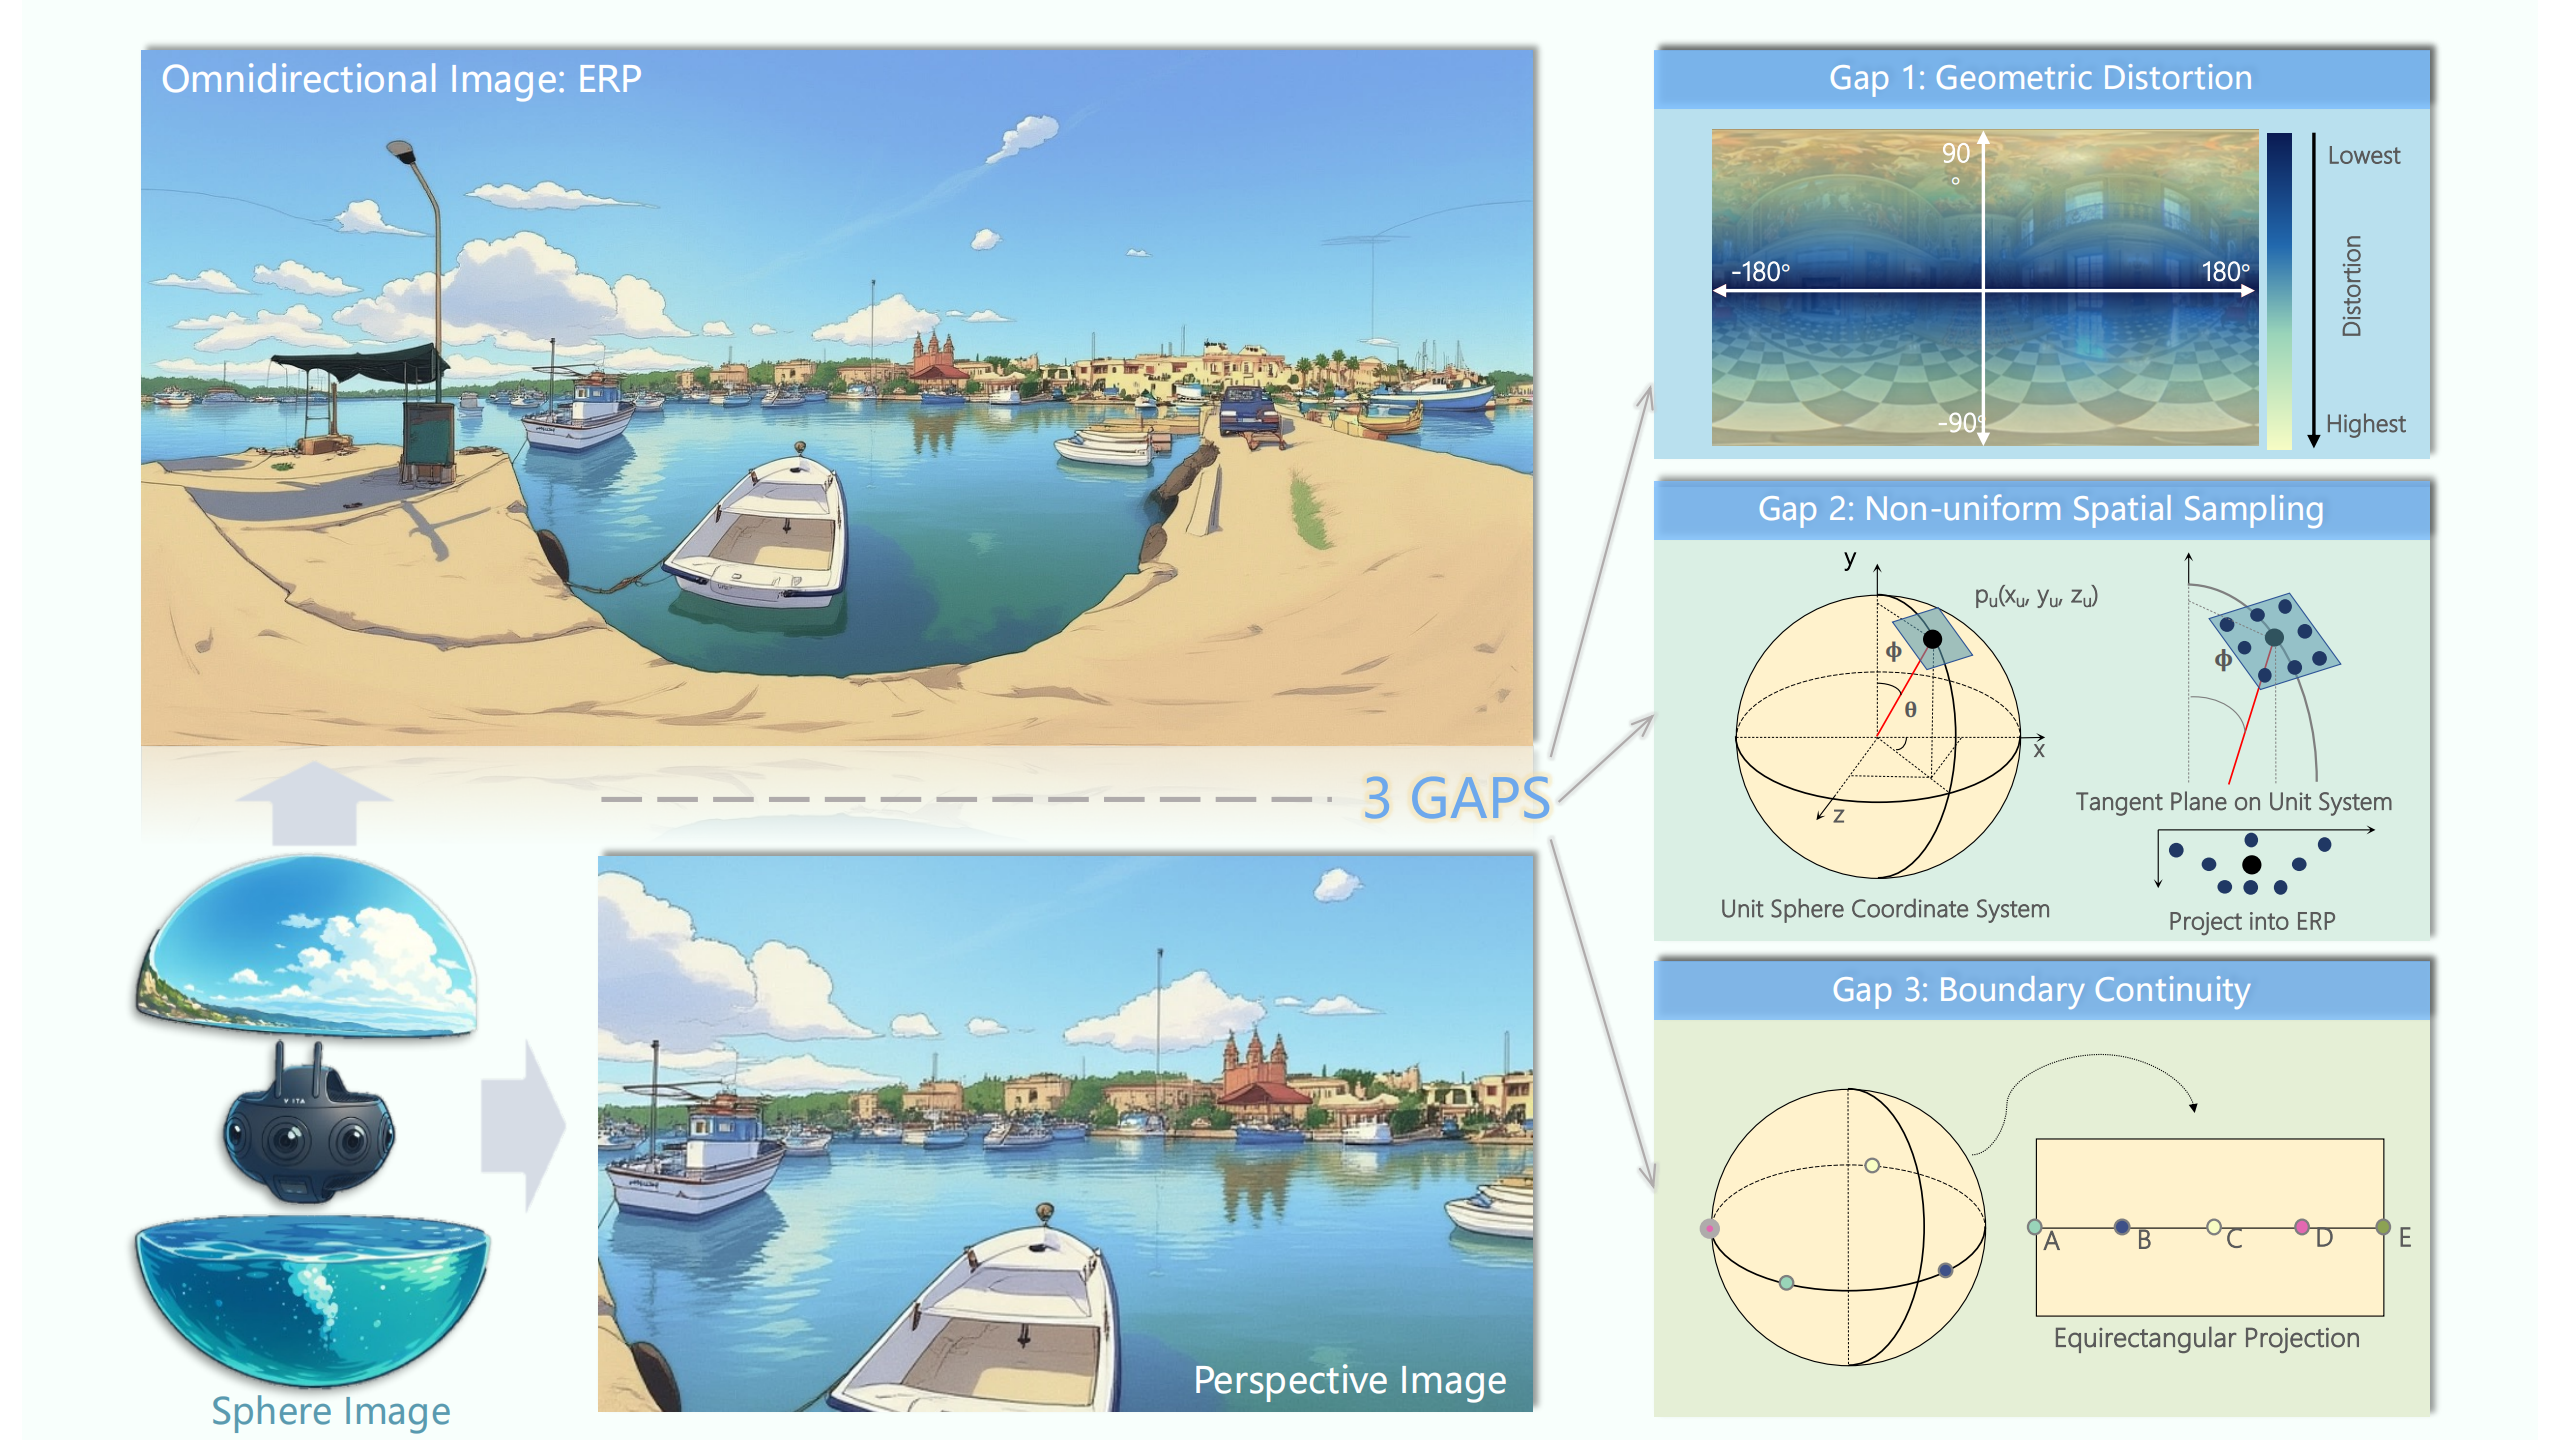 Omnidirectional Image: ERP
3 GAPS
Sphere Image
V ITA
Perspective Image
Gap 1: Geometric Distortion
90
°
-180°
180°
-90°
Lowest
Distortion
Highest
Gap 2: Non-uniform Spatial Sampling
y
pᵤ(xᵤ, yᵤ, zᵤ)
ϕ
θ
x
z
Unit Sphere Coordinate System
ϕ
Tangent Plane on Unit System
Project into ERP
Gap 3: Boundary Continuity
A
B
C
D
E
Equirectangular Projection